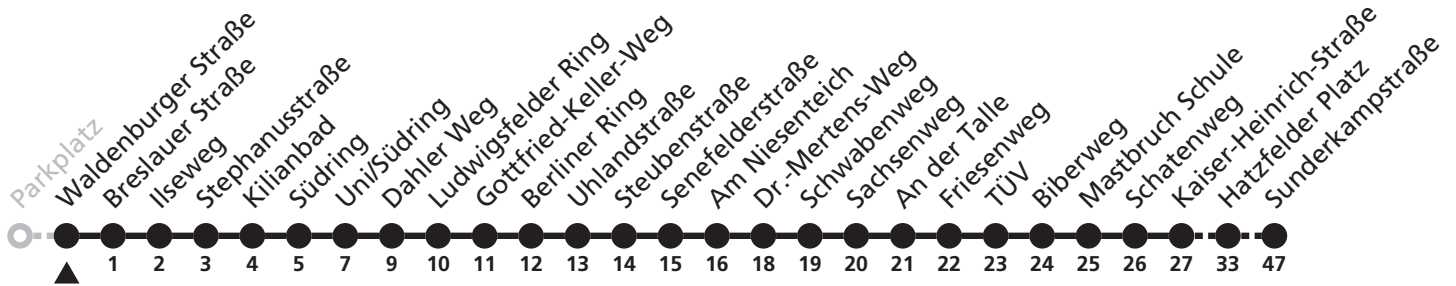 Parkplatz
Waldenburger Straße
Breslauer Straße
Ilseweg
Stephanusstraße
Kilianbad
Südring
Uni/Südring
Dahler Weg
Ludwigsfelder Ring
Gottfried-Keller-Weg
Berliner Ring
Uhlandstraße
Steubenstraße
Senefelderstraße
Am Niesenteich
Dr.-Mertens-Weg
Schwabenweg
Sachsenweg
An der Talle
Friesenweg
TÜV
Biberweg
Mastbruch Schule
Schatenweg
Kaiser-Heinrich-Straße
Hatzfelder Platz
Sunderkampstraße
1 2 3 4 5 7 9 10 11 12 13 14 15 16 18 19 20 21 22 23 24 25 26 27 33 47